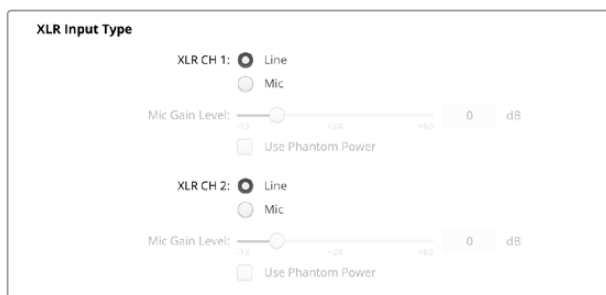 XLR Input Type
XLR CH 1: Line
Mic
Mic Gain Level: 0 dB
-13 +24 +60
Use Phantom Power
XLR CH 2: Line
Mic
Mic Gain Level: 0 dB
-13 +24 +60
Use Phantom Power